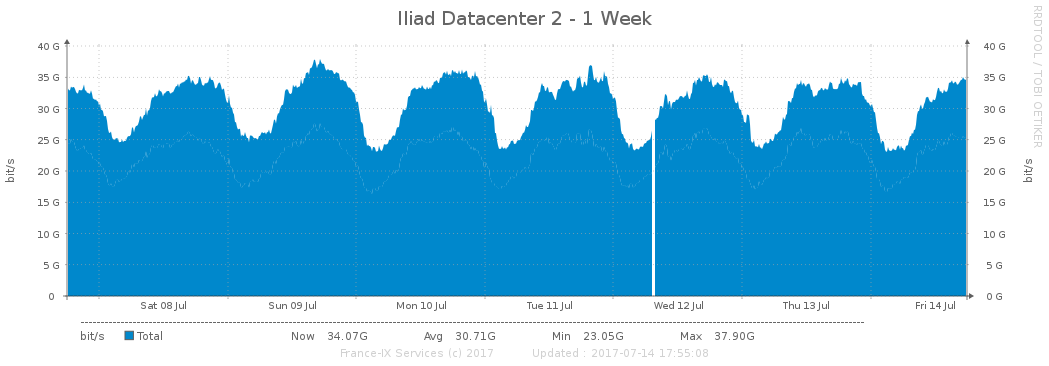 Iliad Datacenter 2 - 1 Week
RRDTOOL / TOBI OETIKER
bit/s
40 G
35 G
30 G
25 G
20 G
15 G
10 G
5 G
0
40 G
35 G
30 G
25 G
20 G
15 G
10 G
5 G
0 G
bit/s
Sat 08 Jul Sun 09 Jul Mon 10 Jul Tue 11 Jul Wed 12 Jul Thu 13 Jul Fri 14 Jul
bit/s Total Now 34.07G Avg 30.71G Min 23.05G Max 37.90G
France-IX Services (c) 2017 Updated : 2017-07-14 17:55:08